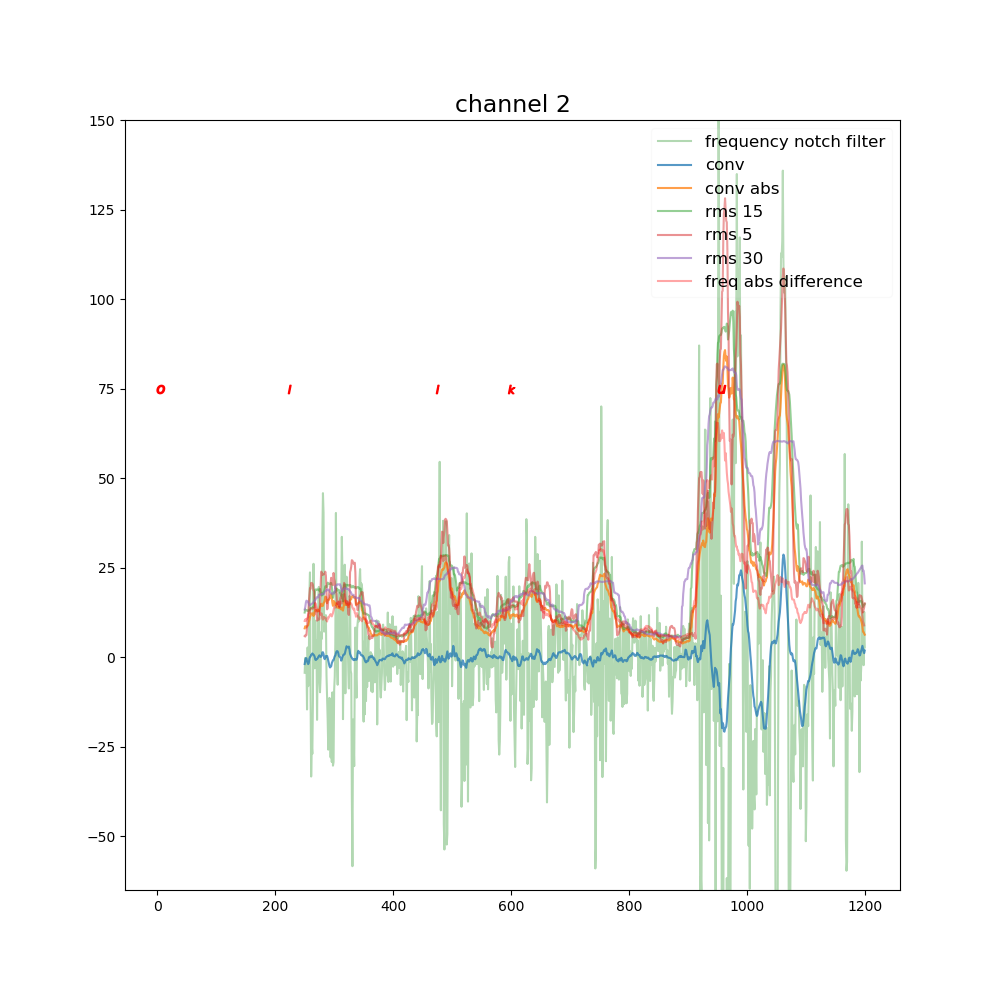 channel 2
150
125
100
75
50
25
0
−25
−50
frequency notch filter
conv
conv abs
rms 15
rms 5
rms 30
freq abs difference
o l l k u
0 200 400 600 800 1000 1200